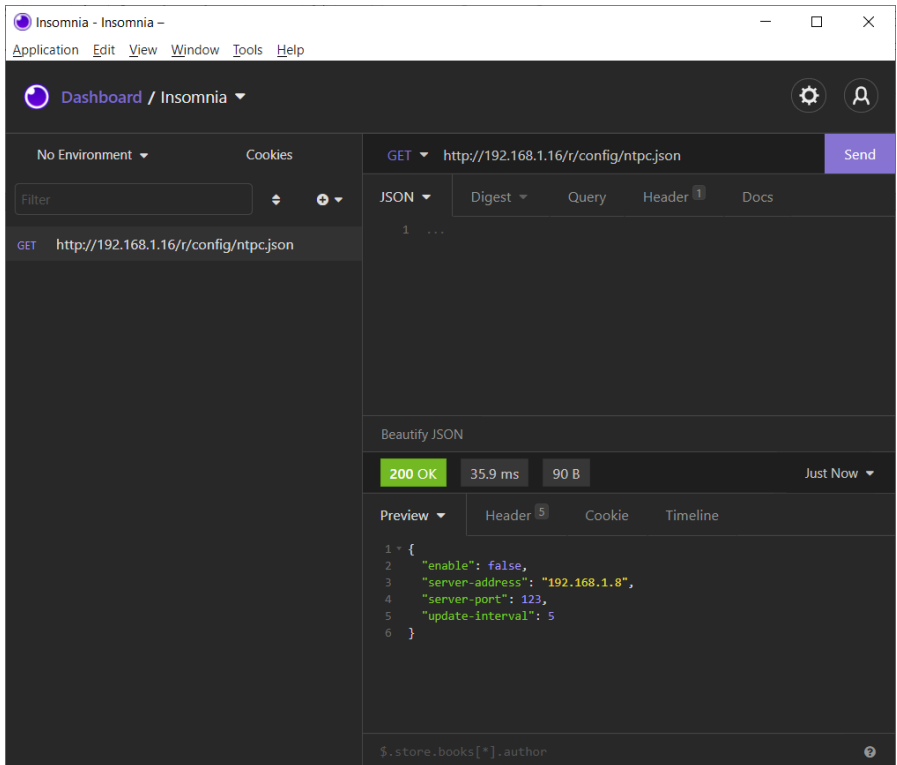 Insomnia - Insomnia –
Application Edit View Window Tools Help
Dashboard / Insomnia
No Environment Cookies
GET http://192.168.1.16/r/config/ntpc.json Send
Filter
JSON Digest Query Header 1 Docs
1 ...
GET http://192.168.1.16/r/config/ntpc.json
Beautify JSON
200 OK 35.9 ms 90 B Just Now
Preview Header 5 Cookie Timeline
1 {
2 "enable": false,
3 "server-address": "192.168.1.8",
4 "server-port": 123,
5 "update-interval": 5
6 }
$.store.books[*].author ?